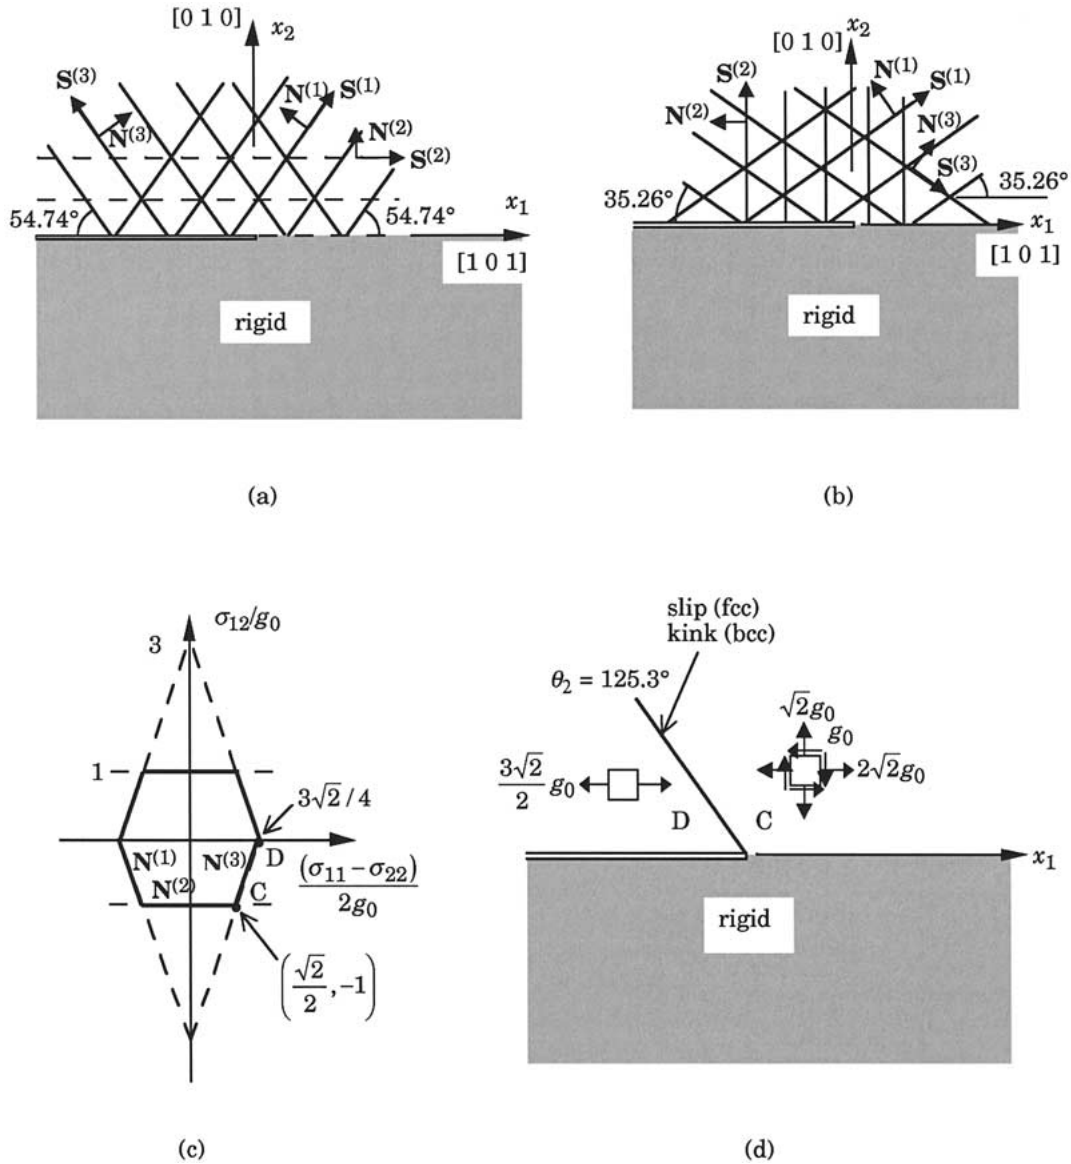 [0 1 0]
x₂
S⁽³⁾
N⁽³⁾
N⁽¹⁾
S⁽¹⁾
N⁽²⁾
S⁽²⁾
54.74°
54.74°
x₁
[1 0 1]
rigid
(a)
[0 1 0]
x₂
S⁽²⁾
N⁽²⁾
N⁽¹⁾
S⁽¹⁾
N⁽³⁾
S⁽³⁾
35.26°
35.26°
x₁
[1 0 1]
rigid
(b)
σ₁₂/g₀
3
1
3√2/4
D
N⁽¹⁾
N⁽³⁾
N⁽²⁾
C
(σ₁₁ − σ₂₂)
2g₀
(√2/2, −1)
(c)
slip (fcc)
kink (bcc)
θ₂ = 125.3°
√2g₀
g₀
3√2/2 g₀
2√2g₀
D
C
x₁
rigid
(d)